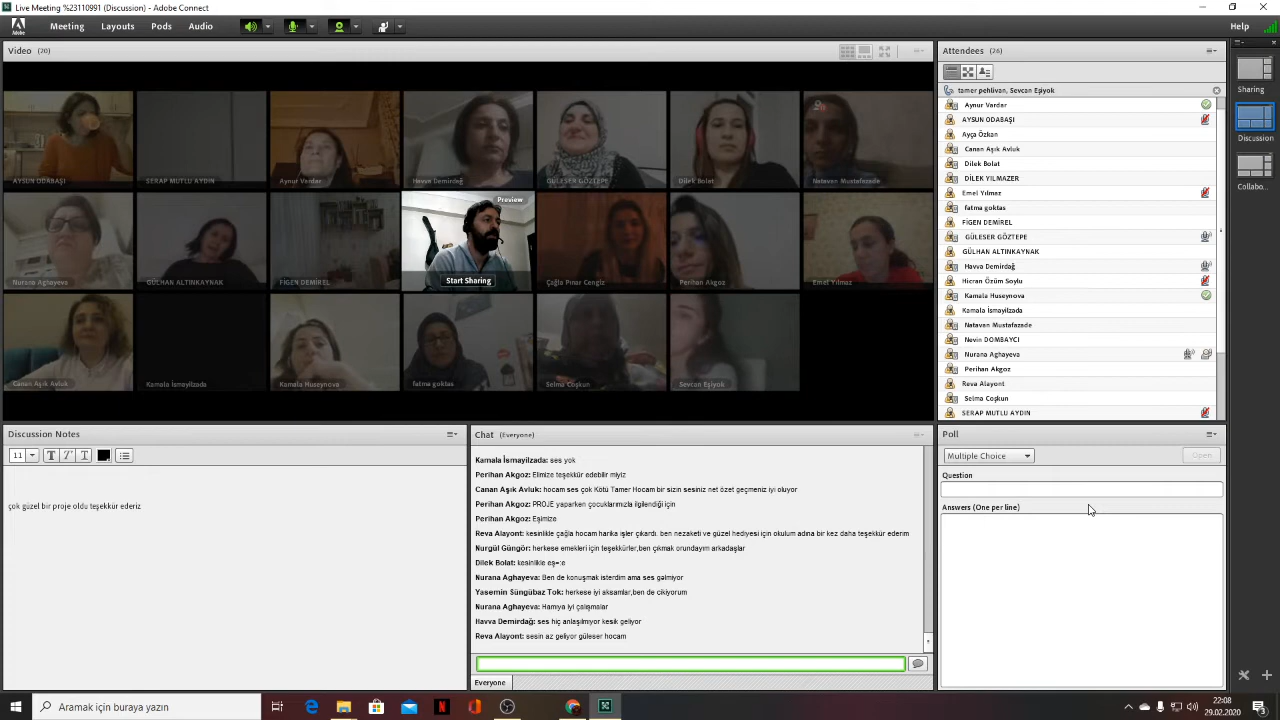 Live Meeting %23110991 (Discussion) - Adobe Connect
Meeting
Layouts
Pods
Audio
Help
Video (20)
AYSUN ODABAŞI
SERAP MUTLU AYDIN
Aynur Vardar
Havva Demirdağ
GÜLESER GÖZTEPE
Dilek Bolat
Natavan Mustafazade
Preview
Start Sharing
Nurana Aghayeva
GÜLHAN ALTINKAYNAK
FİGEN DEMİREL
Çağla Pınar Cengiz
Perihan Akgoz
Emel Yılmaz
Canan Aşık Avluk
Kamala İsmayilzada
Kamala Huseynova
fatma goktas
Selma Coşkun
Sevcan Eşiyok
Attendees (26)
tamer pehlivan, Sevcan Eşiyok
Aynur Vardar
AYSUN ODABAŞI
Ayça Özkan
Canan Aşık Avluk
Dilek Bolat
DİLEK YILMAZER
Emel Yılmaz
fatma goktas
FİGEN DEMİREL
GÜLESER GÖZTEPE
GÜLHAN ALTINKAYNAK
Havva Demirdağ
Hicran Özüm Soylu
Kamala Huseynova
Kamala İsmayilzada
Natavan Mustafazade
Nevin DOMBAYCI
Nurana Aghayeva
Perihan Akgoz
Reva Alayont
Selma Coşkun
SERAP MUTLU AYDIN
Sharing
Discussion
Collabo...
Discussion Notes
11
T T T
çok güzel bir proje oldu teşekkür ederiz
Chat (Everyone)
Kamala İsmayilzada: ses yok
Perihan Akgoz: Elimize teşekkür edebilir miyiz
Canan Aşık Avluk: hocam ses çok Kötü Tamer Hocam bir sizin sesiniz net özet geçmeniz iyi oluyor
Perihan Akgoz: PROJE yaparken çocuklarımızla ilgilendiği için
Perihan Akgoz: Eşimize
Reva Alayont: kesinlikle çağla hocam harika işler çıkardı. ben nezaketi ve güzel hediyesi için okulum adına bir kez daha teşekkür ederim
Nurgül Güngör: herkese emekleri için teşekkürler,ben çıkmak orundayım arkadaşlar
Dilek Bolat: kesinlikle eş=:e
Nurana Aghayeva: Ben de konuşmak isterdim ama ses gəlmiyor
Yasemin Süngübaz Tok: herkese iyi aksamlar,ben de cikiyorum
Nurana Aghayeva: Hamıya iyi çalışmalar
Havva Demirdağ: ses hiç anlaşılmıyor kesik geliyor
Reva Alayont: sesin az geliyor güleser hocam
Everyone
Poll
Multiple Choice
Open
Question
Answers (One per line)
Aramak için buraya yazın
22:08
29.02.2020